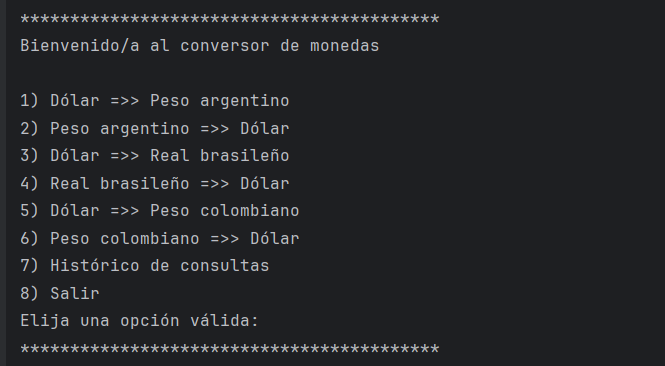 ******************************************
Bienvenido/a al conversor de monedas
1) Dólar =>> Peso argentino
2) Peso argentino =>> Dólar
3) Dólar =>> Real brasileño
4) Real brasileño =>> Dólar
5) Dólar =>> Peso colombiano
6) Peso colombiano =>> Dólar
7) Histórico de consultas
8) Salir
Elija una opción válida:
******************************************